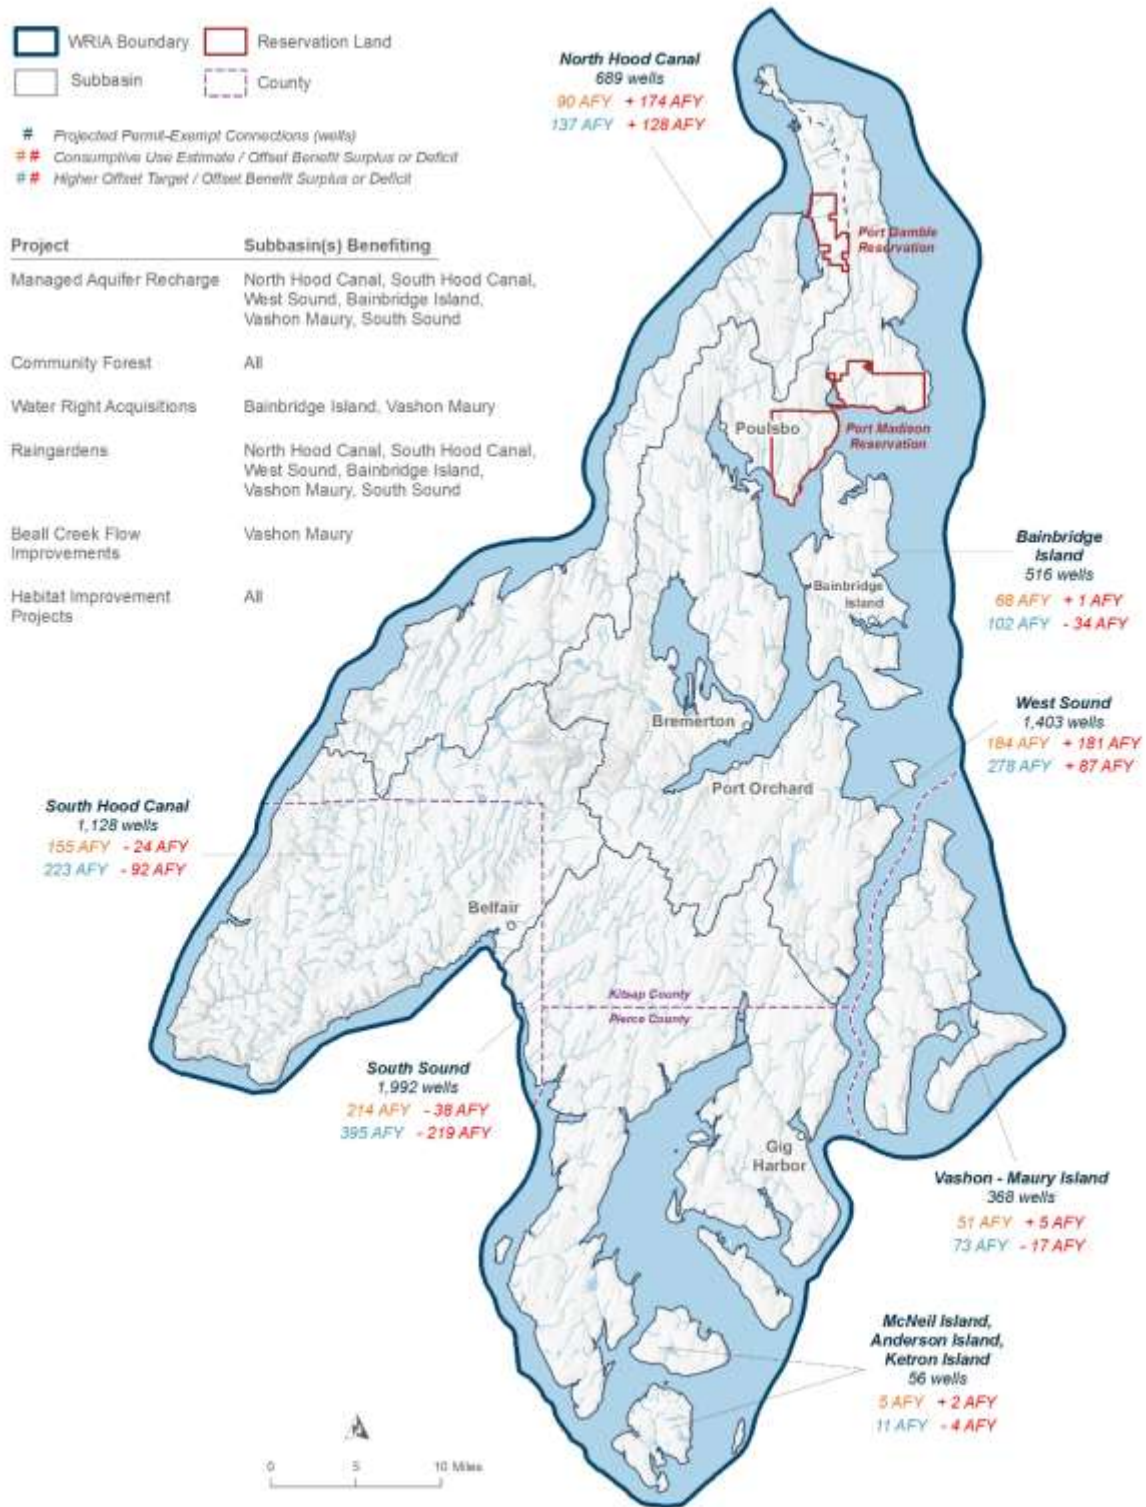 WRIA Boundary
Reservation Land
Subbasin
County
# Projected Permit-Exempt Connections (wells)
# # Consumptive Use Estimate / Offset Benefit Surplus or Deficit
# # Higher Offset Target / Offset Benefit Surplus or Deficit
Project Subbasin(s) Benefiting
Managed Aquifer Recharge North Hood Canal, South Hood Canal,
West Sound, Bainbridge Island,
Vashon Maury, South Sound
Community Forest All
Water Right Acquisitions Bainbridge Island, Vashon Maury
Raingardens North Hood Canal, South Hood Canal,
West Sound, Bainbridge Island,
Vashon Maury, South Sound
Beall Creek Flow Vashon Maury
Improvements
Habitat Improvement All
Projects
North Hood Canal
689 wells
90 AFY + 174 AFY
137 AFY + 128 AFY
Port Gamble
Reservation
Poulsbo
Port Madison
Reservation
Bainbridge
Island
516 wells
68 AFY + 1 AFY
102 AFY - 34 AFY
Bainbridge
Island
West Sound
1,403 wells
184 AFY + 181 AFY
278 AFY + 87 AFY
Bremerton
Port Orchard
South Hood Canal
1,128 wells
155 AFY - 24 AFY
223 AFY - 92 AFY
Belfair
Kitsap County
Pierce County
South Sound
1,992 wells
214 AFY - 38 AFY
395 AFY - 219 AFY
Gig
Harbor
Vashon - Maury Island
368 wells
51 AFY + 5 AFY
73 AFY - 17 AFY
McNeil Island,
Anderson Island,
Ketron Island
56 wells
5 AFY + 2 AFY
11 AFY - 4 AFY
0 5 10 Miles